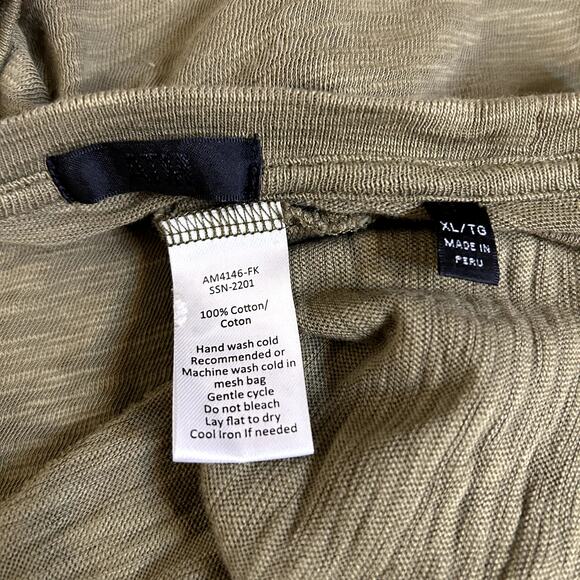 AM4146-FK
SSN-2201
100% Cotton/
Coton
Hand wash cold
Recommended or
Machine wash cold in
mesh bag
Gentle cycle
Do not bleach
Lay flat to dry
Cool Iron If needed
XL/TG
MADE IN
PERU